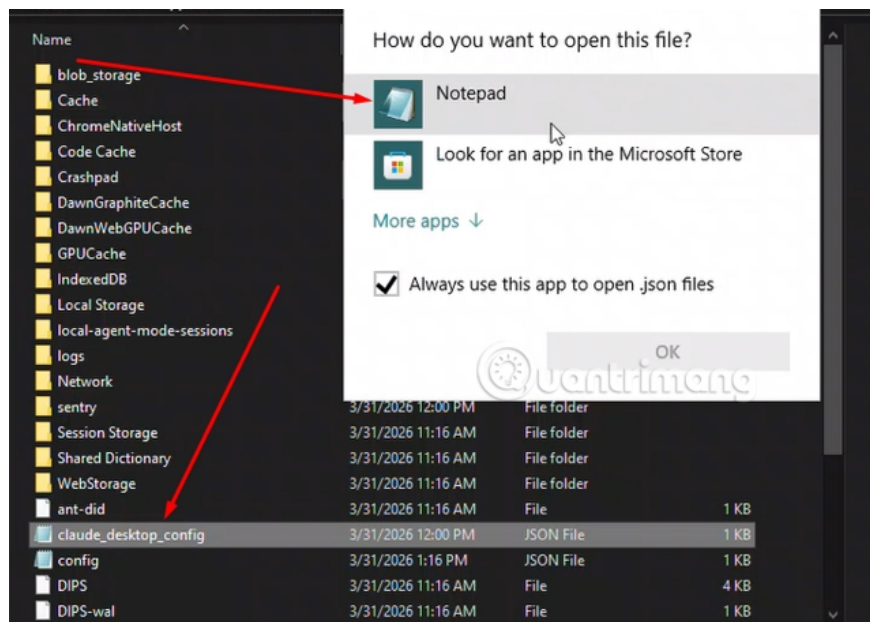 Name
How do you want to open this file?
Notepad
Look for an app in the Microsoft Store
More apps
Always use this app to open .json files
OK
Quantrimang
blob_storage
Cache
ChromeNativeHost
Code Cache
Crashpad
DawnGraphiteCache
DawnWebGPUCache
GPUCache
IndexedDB
Local Storage
local-agent-mode-sessions
logs
Network
sentry 3/31/2026 12:00 PM File folder
Session Storage 3/31/2026 11:16 AM File folder
Shared Dictionary 3/31/2026 11:16 AM File folder
WebStorage 3/31/2026 11:16 AM File folder
ant-did 3/31/2026 11:16 AM File 1 KB
claude_desktop_config 3/31/2026 12:00 PM JSON File 1 KB
config 3/31/2026 1:16 PM JSON File 1 KB
DIPS 3/31/2026 11:16 AM File 4 KB
DIPS-wal 3/31/2026 11:16 AM File 1 KB